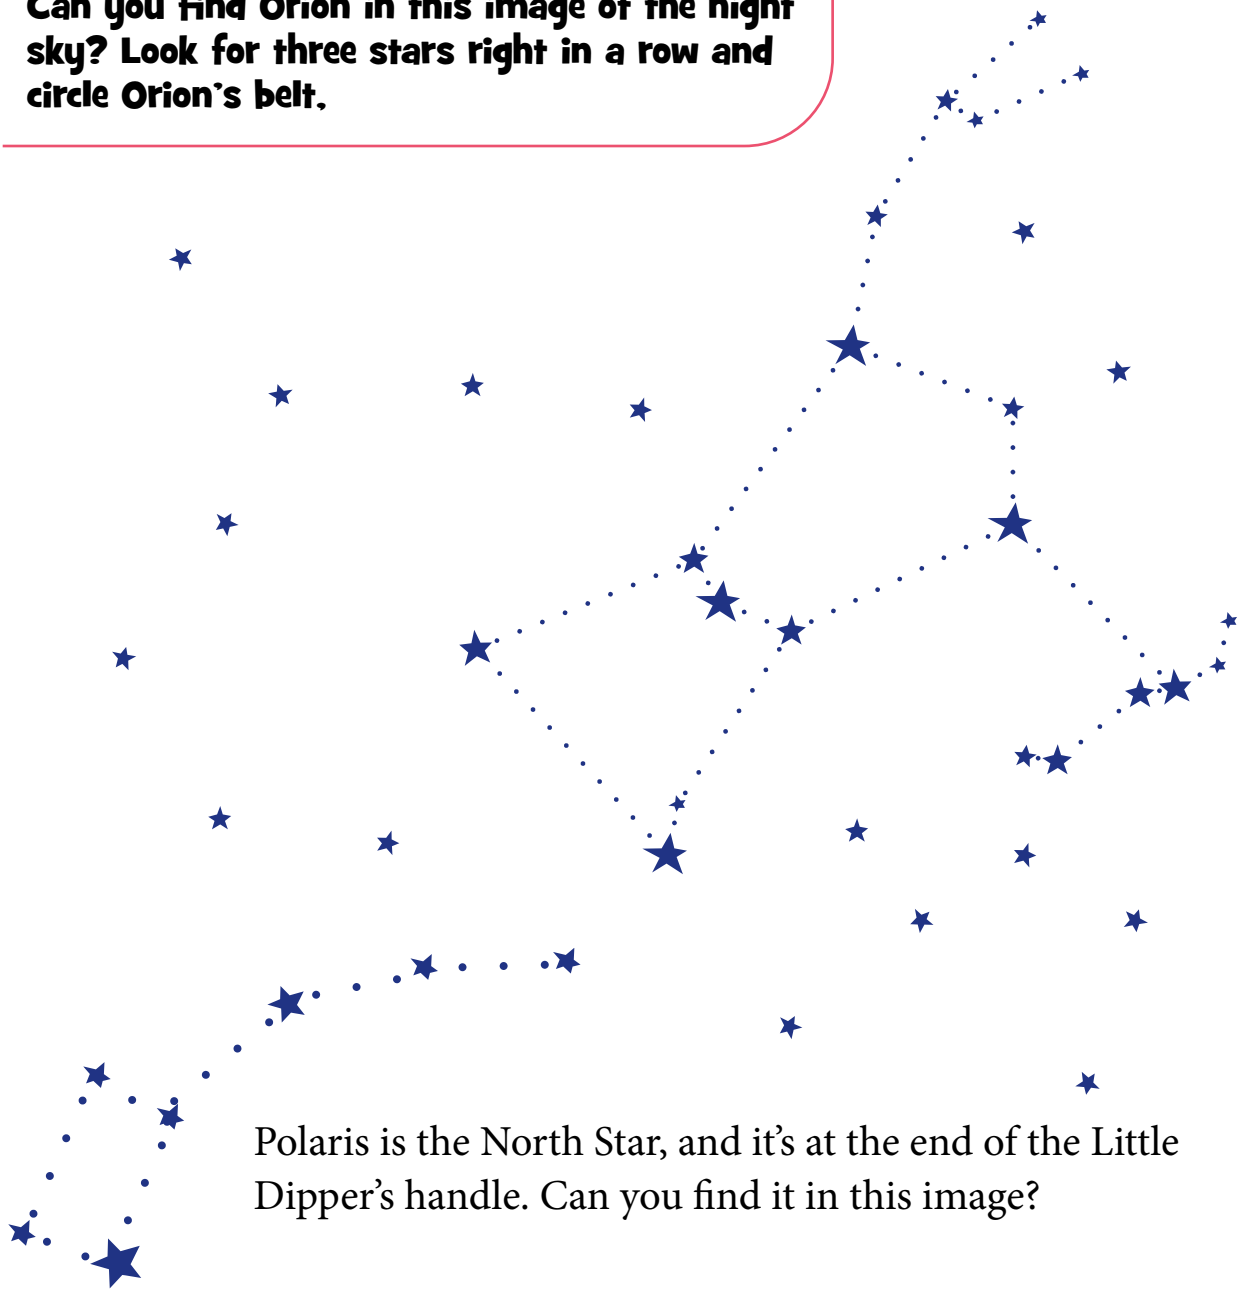 Can you find Orion in this image of the night
sky? Look for three stars right in a row and
circle Orion's belt.
Polaris is the North Star, and it's at the end of the Little
Dipper's handle. Can you find it in this image?